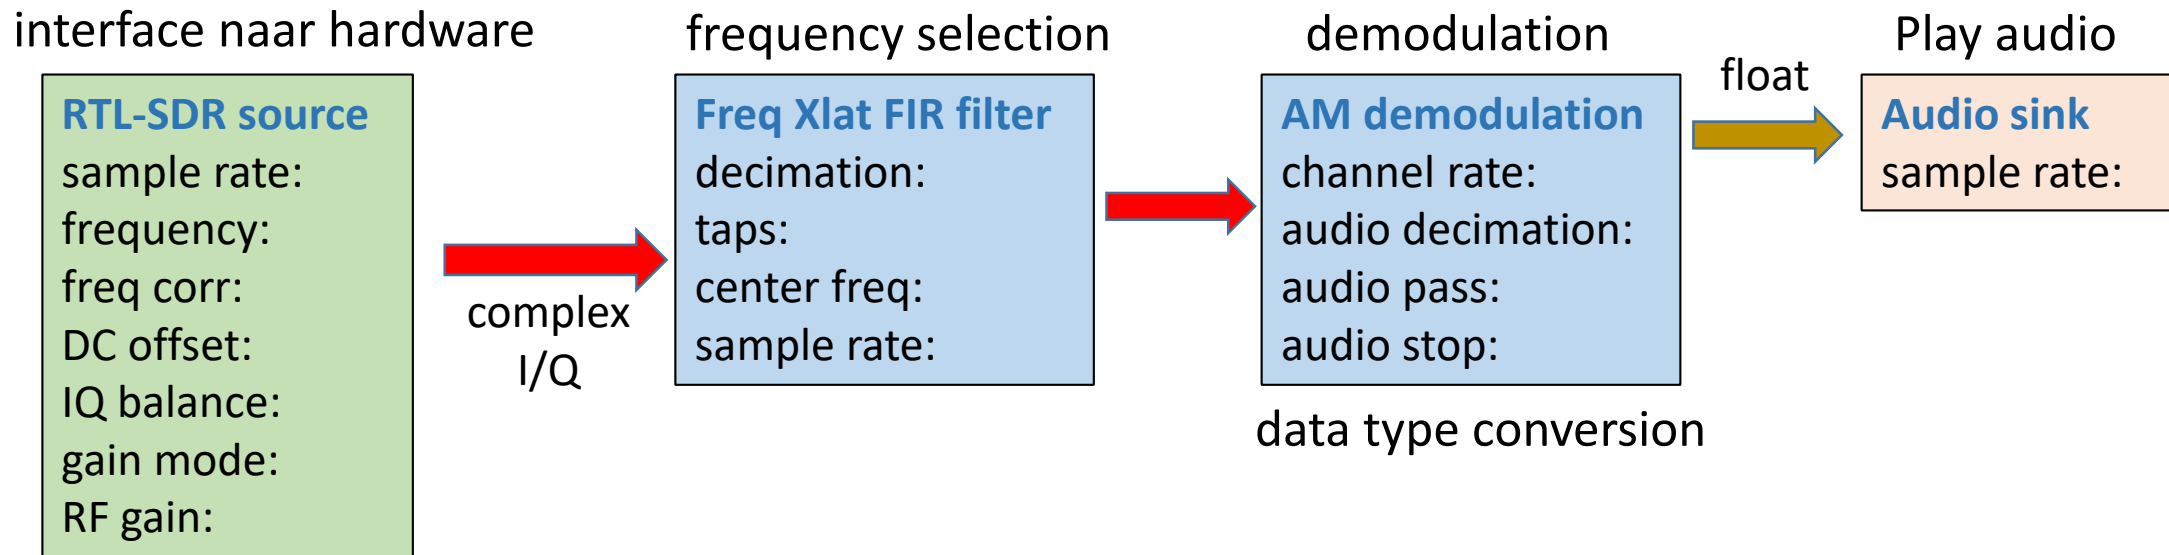 interface naar hardware
RTL-SDR source
sample rate:
frequency:
freq corr:
DC offset:
IQ balance:
gain mode:
RF gain:
complex
I/Q
frequency selection
Freq Xlat FIR filter
decimation:
taps:
center freq:
sample rate:
demodulation
AM demodulation
channel rate:
audio decimation:
audio pass:
audio stop:
data type conversion
float
Play audio
Audio sink
sample rate: